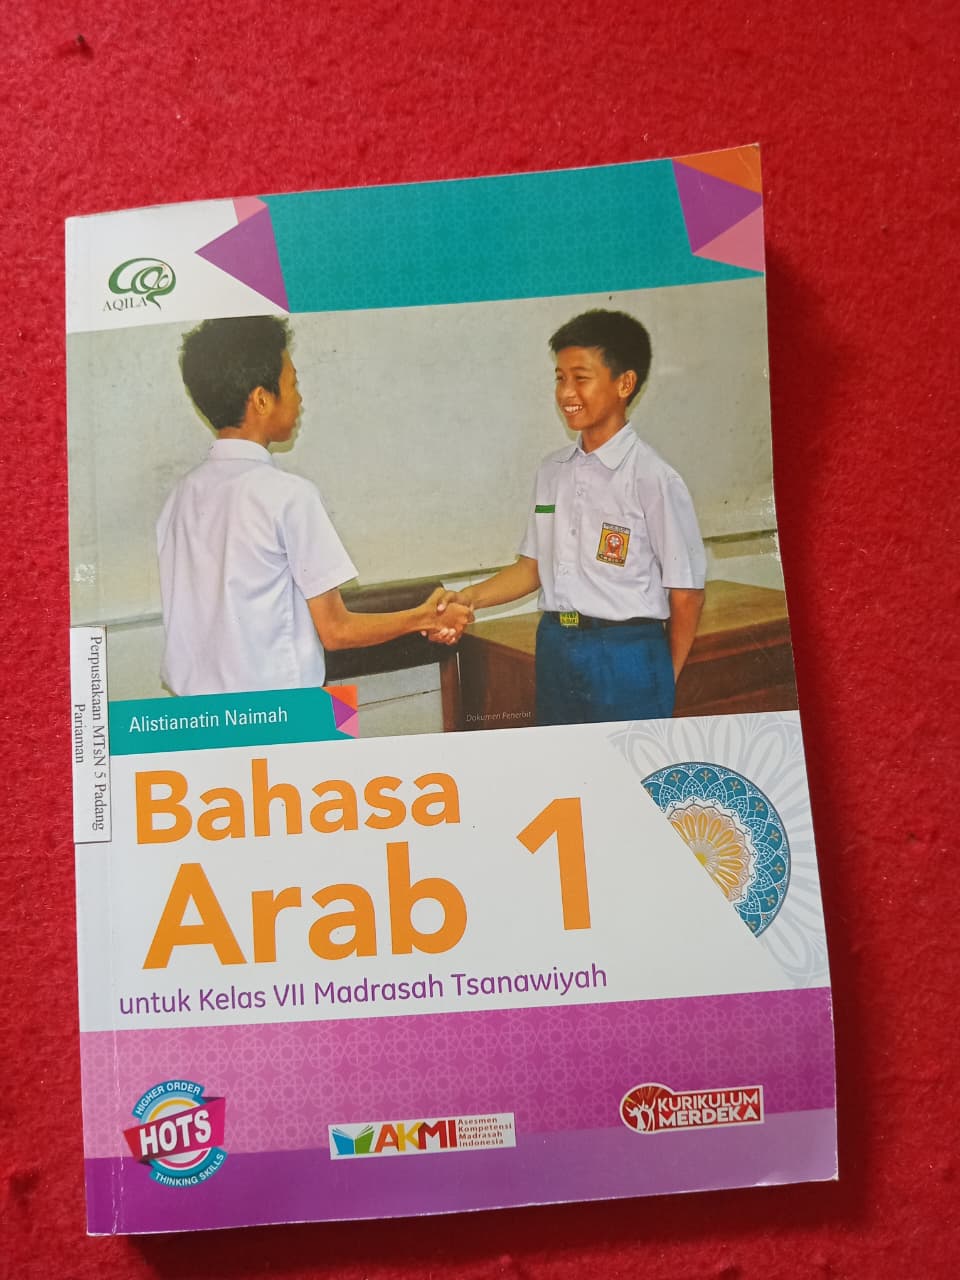 AQILA
Dokumen Penerbit
Alistianatin Naimah
Perpustakaan MTsN 5 Padang
Pariaman
Bahasa
Arab 1
untuk Kelas VII Madrasah Tsanawiyah
HIGHER ORDER
HOTS
THINKING SKILLS
AKMI
Asesmen
Kompetensi
Madrasah
Indonesia
KURIKULUM
MERDEKA